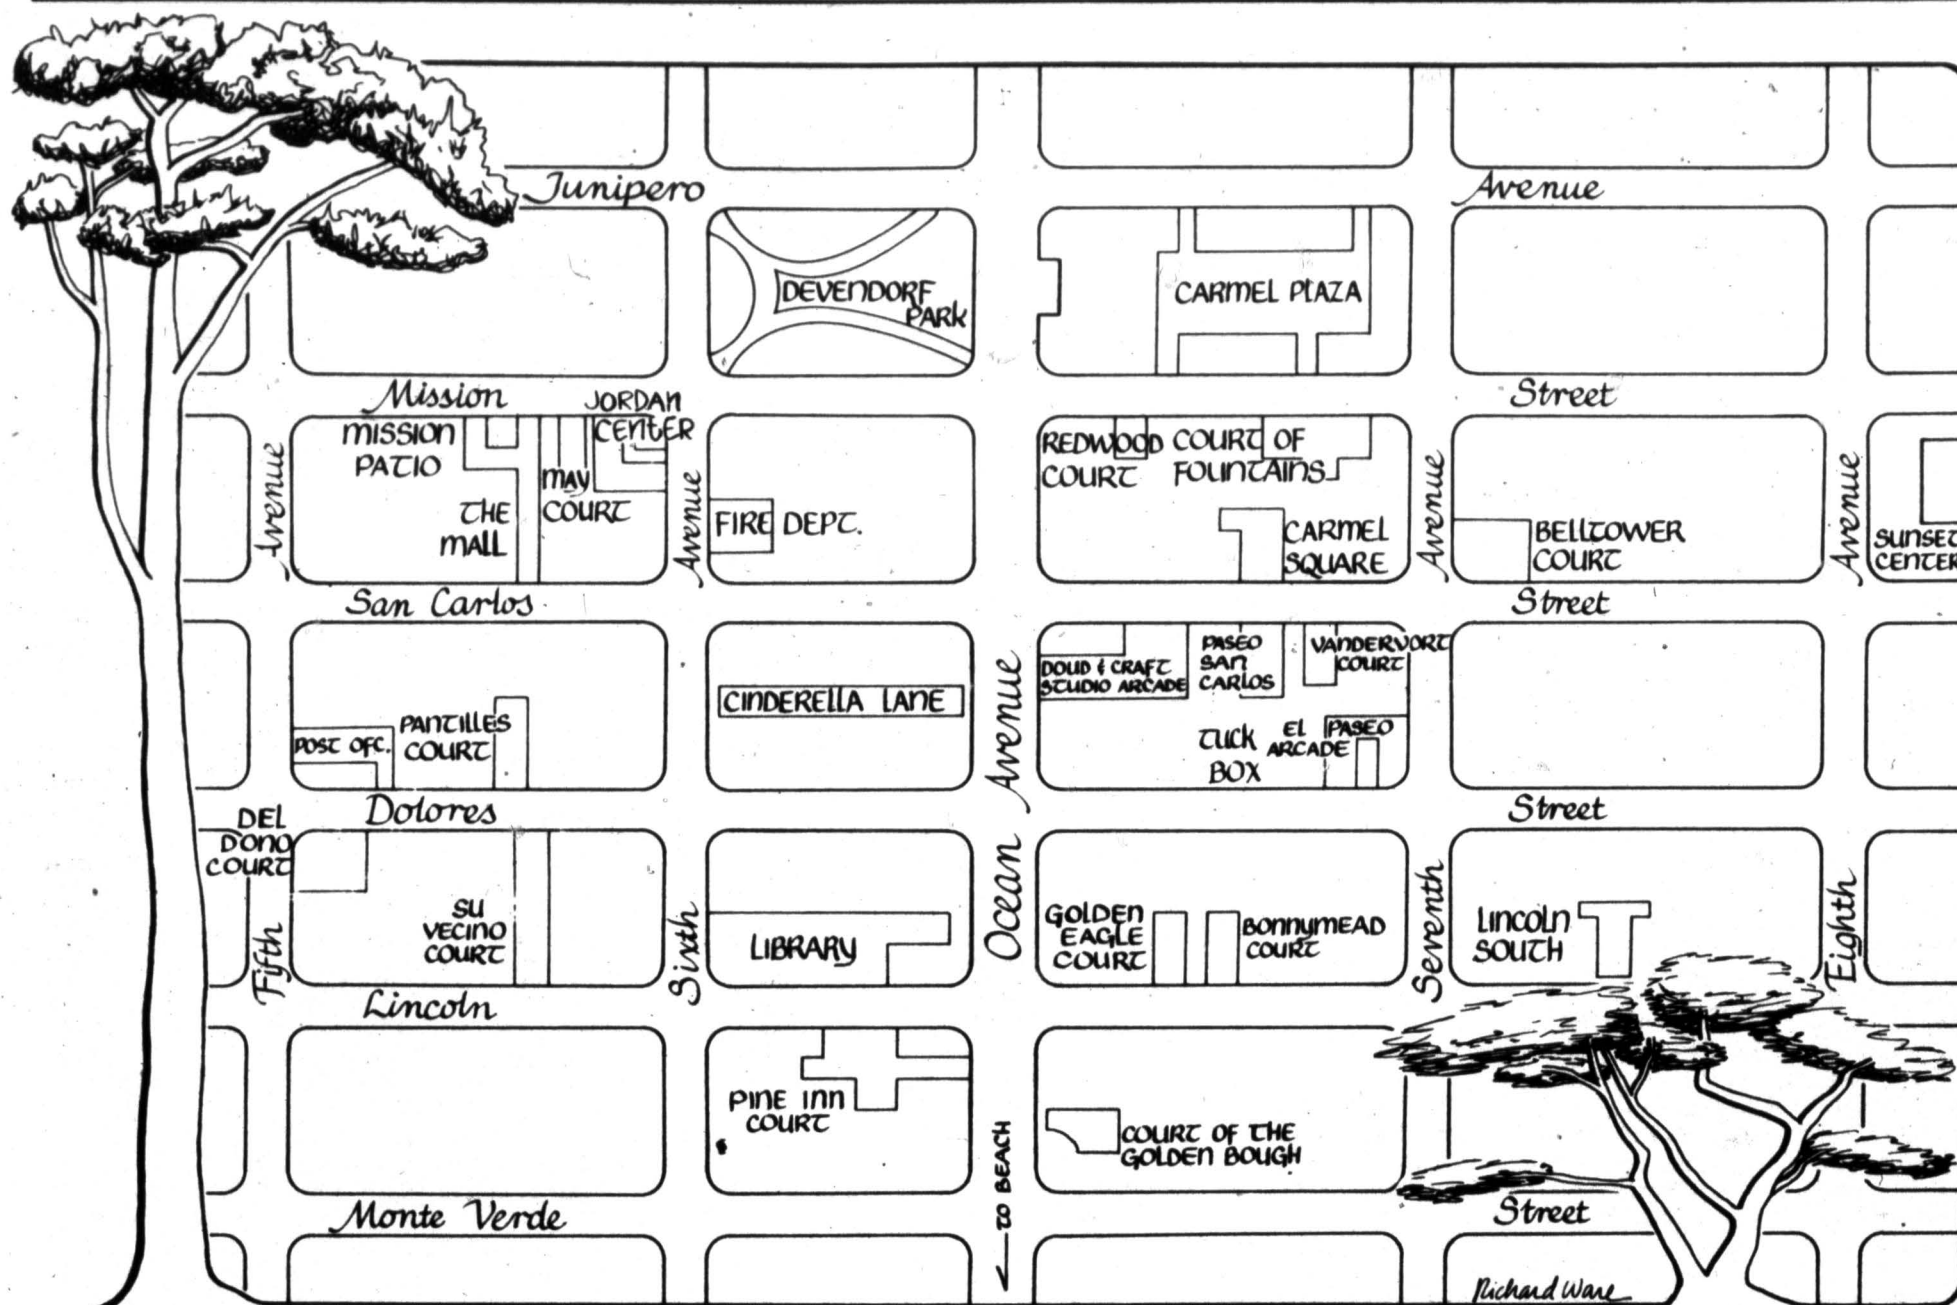 Junipero Avenue
DEVENDORF
PARK
CARMEL PLAZA
Mission Street
MISSION
PATIO
THE
MALL
MAY
COURT
JORDAN
CENTER
FIRE DEPT.
REDWOOD
COURT
COURT OF
FOUNTAINS
CARMEL
SQUARE
BELLTOWER
COURT
SUNSET
CENTER
Avenue
Avenue
Avenue
Avenue
San Carlos Street
POST OFC.
PANTILLES
COURT
CINDERELLA LANE
DOUD & CRAFT
STUDIO ARCADE
PASEO
SAN
CARLOS
VANDERVORT
COURT
TUCK
BOX
EL PASEO
ARCADE
Dolores Street
DEL
DONO
COURT
SU
VECINO
COURT
LIBRARY
GOLDEN
EAGLE
COURT
BONNYMEAD
COURT
LINCOLN
SOUTH
Fifth
Sixth
Ocean Avenue
Seventh
Eighth
Lincoln
PINE INN
COURT
COURT OF THE
GOLDEN BOUGH
TO BEACH
Monte Verde Street
Richard Ware